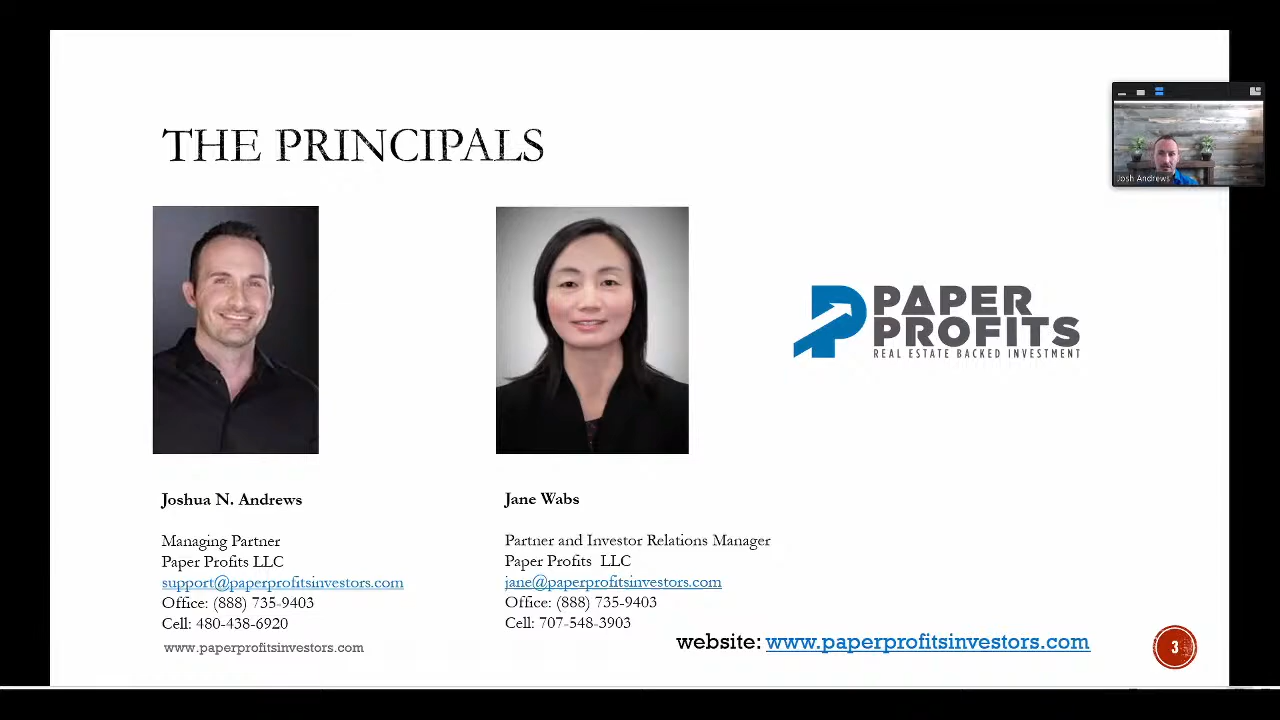 THE PRINCIPALS
Josh Andrews
PAPER
PROFITS
REAL ESTATE BACKED INVESTMENT
Joshua N. Andrews
Managing Partner
Paper Profits LLC
support@paperprofitsinvestors.com
Office: (888) 735-9403
Cell: 480-438-6920
www.paperprofitsinvestors.com
Jane Wabs
Partner and Investor Relations Manager
Paper Profits LLC
jane@paperprofitsinvestors.com
Office: (888) 735-9403
Cell: 707-548-3903
website: www.paperprofitsinvestors.com
3